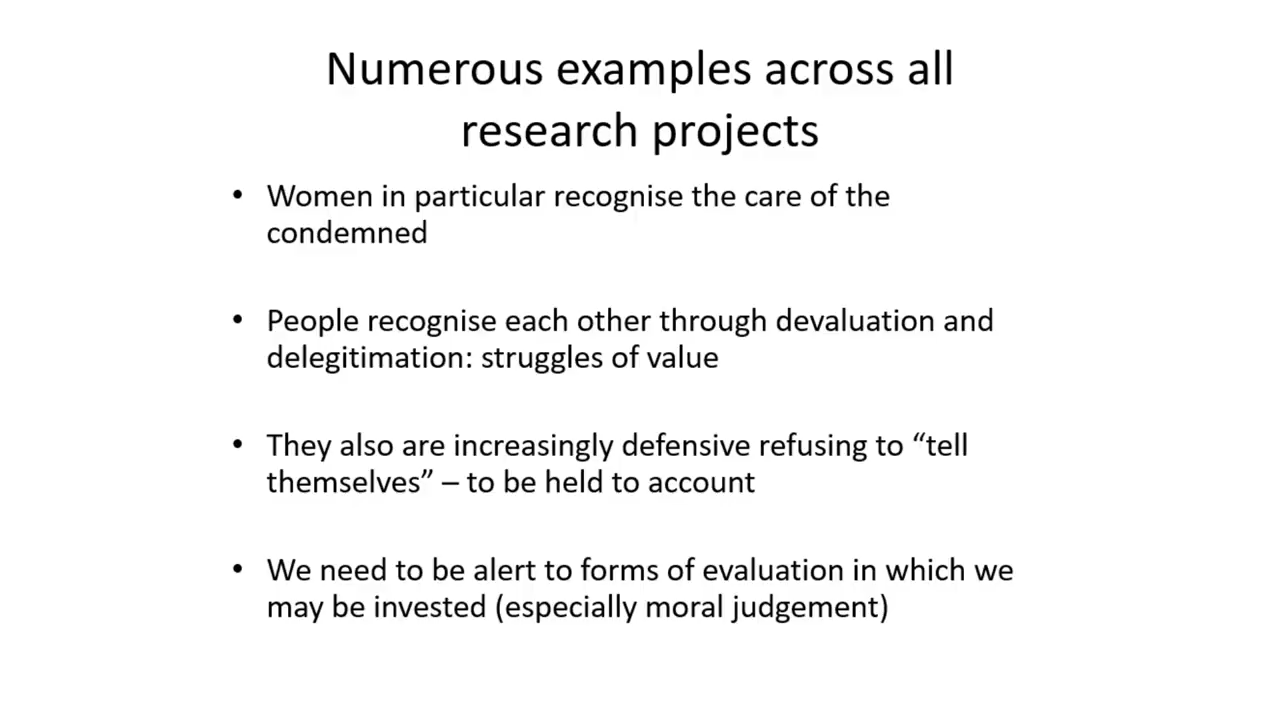 Numerous examples across all
research projects
• Women in particular recognise the care of the
condemned
• People recognise each other through devaluation and
delegitimation: struggles of value
• They also are increasingly defensive refusing to “tell
themselves” – to be held to account
• We need to be alert to forms of evaluation in which we
may be invested (especially moral judgement)